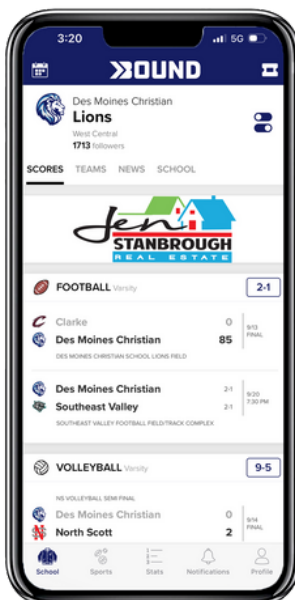 3:20
5G
BOUND
Des Moines Christian
Lions
West Central
1713 followers
SCORES TEAMS NEWS SCHOOL
Jen
STANBROUGH
REAL ESTATE
FOOTBALL Varsity 2-1
Clarke 0
Des Moines Christian 85
9/13
FINAL
DES MOINES CHRISTIAN SCHOOL LIONS FIELD
Des Moines Christian 2-1
Southeast Valley 2-1
9/20
7:30 PM
SOUTHEAST VALLEY FOOTBALL FIELD/TRACK COMPLEX
VOLLEYBALL Varsity 9-5
NS VOLLEYBALL SEMI FINAL
Des Moines Christian 0
North Scott 2
9/14
FINAL
School Sports Stats Notifications Profile